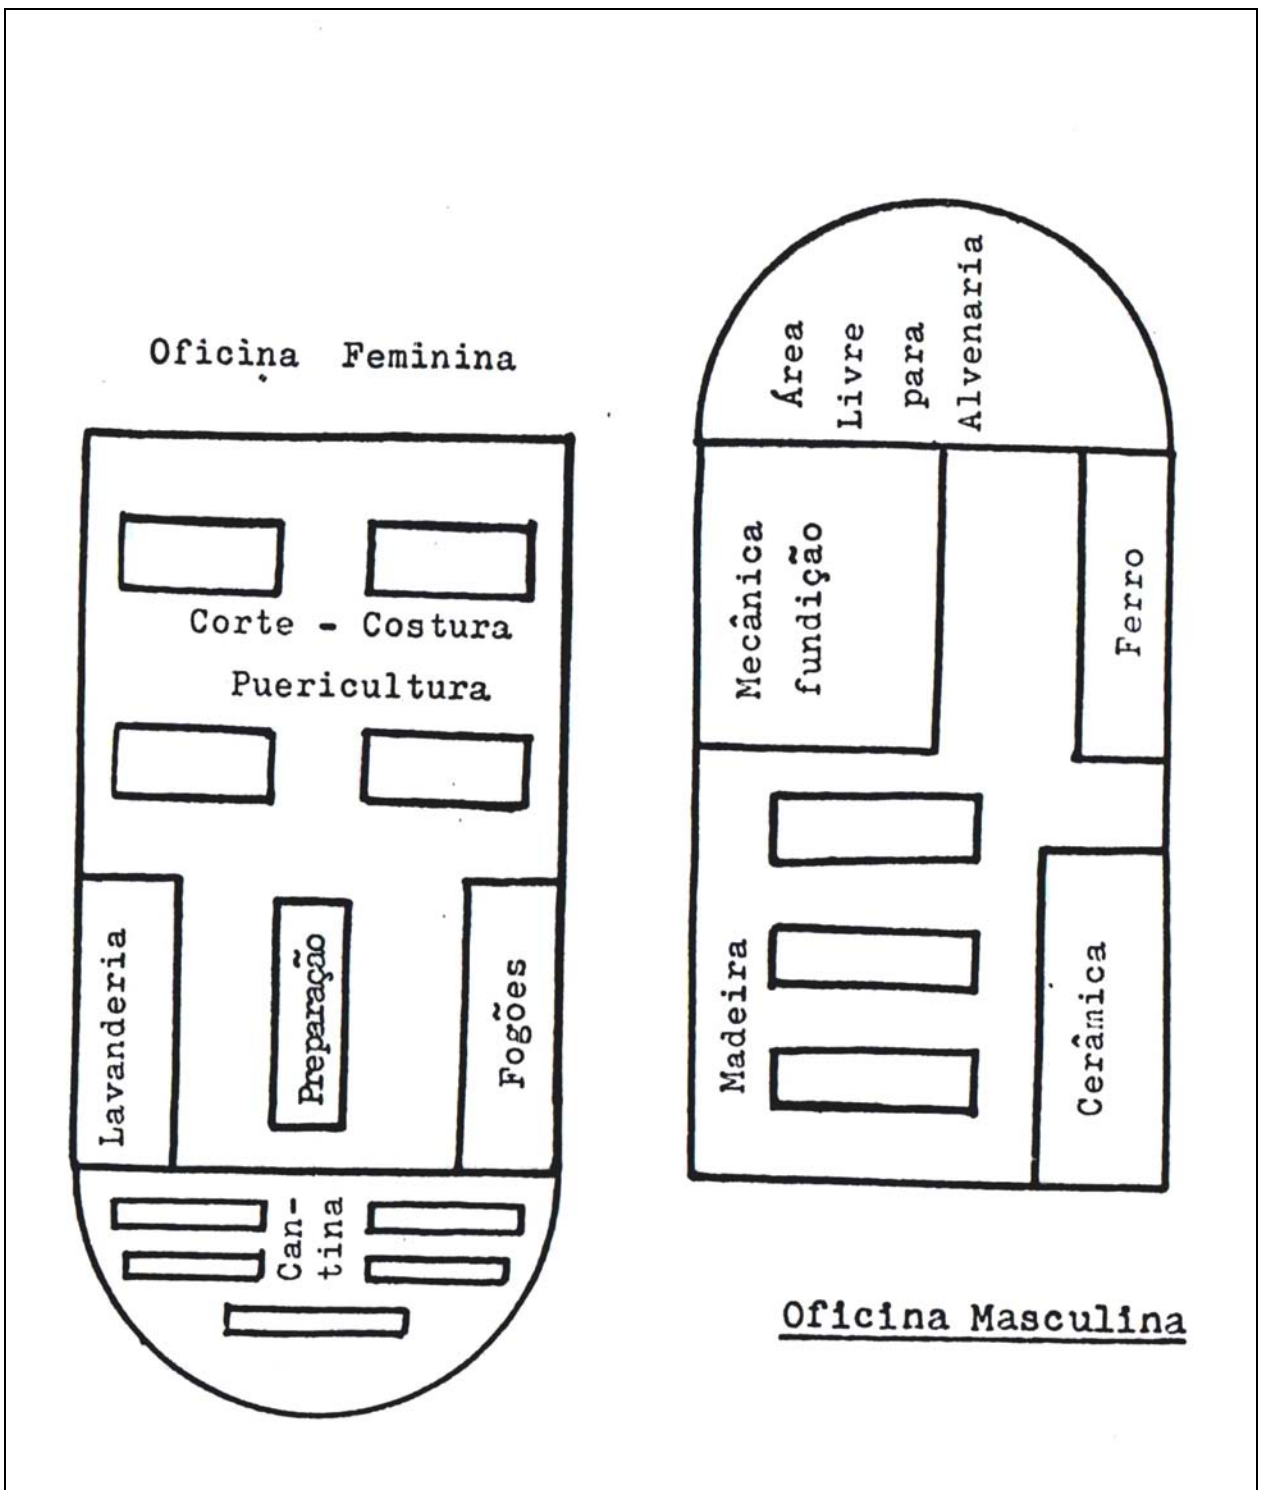 Oficina Feminina
Corte - Costura
Puericultura
Lavanderia
Preparação
Fogões
Can-
tina
Área
Livre
para
Alvenaria
Mecânica
fundição
Ferro
Madeira
Cerâmica
Oficina Masculina